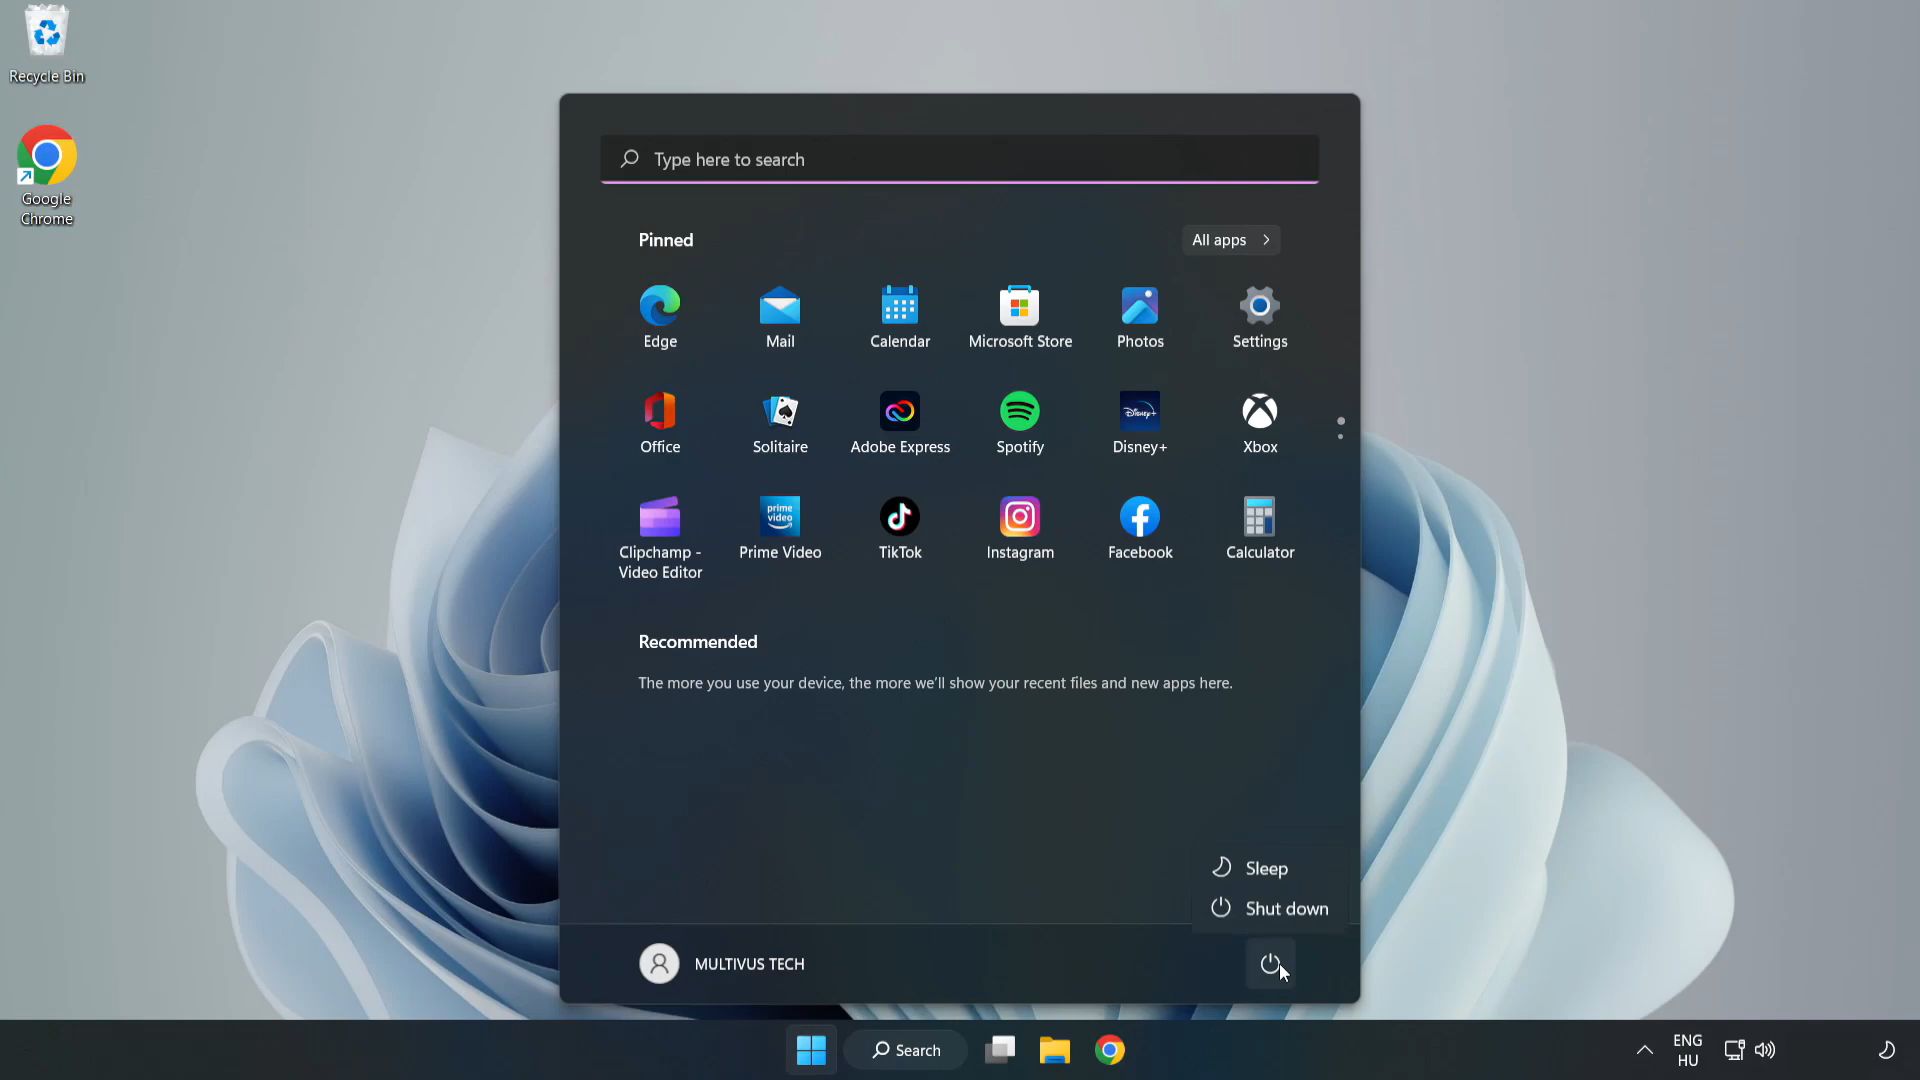 Recycle Bin
Google
Chrome
Type here to search
Pinned
All apps
Edge
Mail
Calendar
Microsoft Store
Photos
Settings
Office
Solitaire
Adobe Express
Disney+
Spotify
Disney+
Xbox
prime
video
Clipchamp -
Video Editor
Prime Video
TikTok
Instagram
Facebook
Calculator
Recommended
The more you use your device, the more we'll show your recent files and new apps here.
Sleep
Shut down
MULTIVUS TECH
Search
ENG
HU